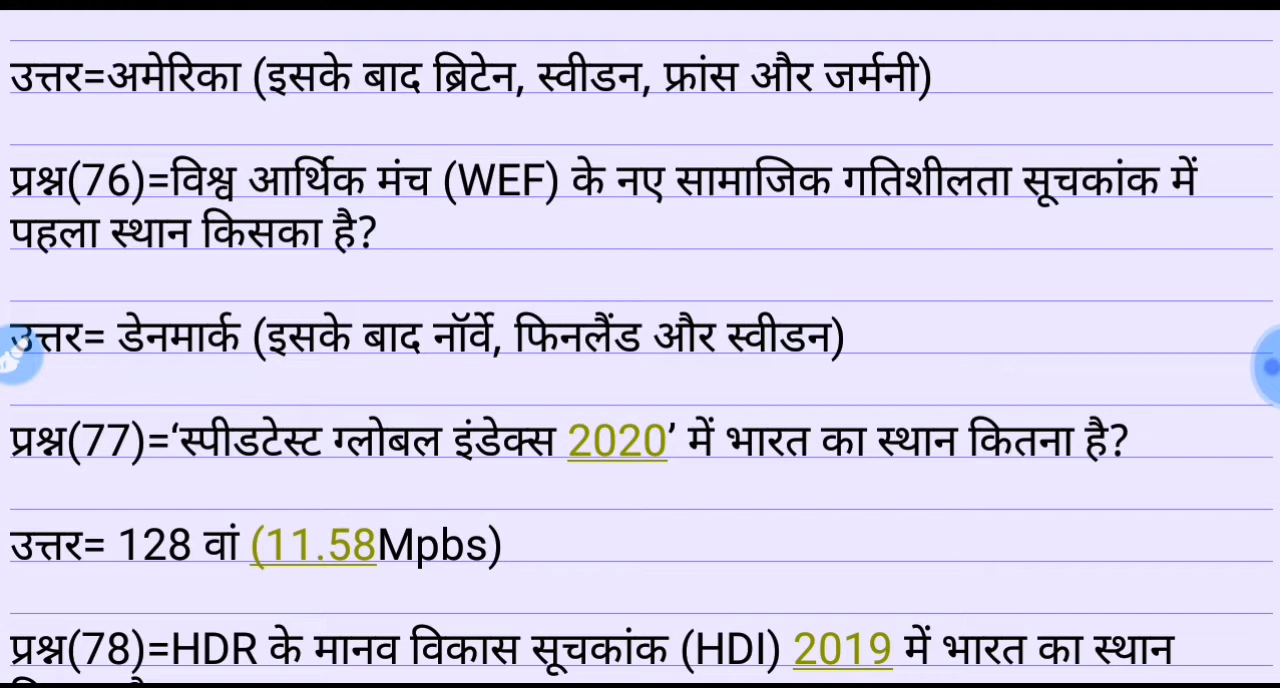 उत्तर=अमेरिका (इसके बाद ब्रिटेन, स्वीडन, फ्रांस और जर्मनी)
प्रश्न(76)=विश्व आर्थिक मंच (WEF) के नए सामाजिक गतिशीलता सूचकांक में
पहला स्थान किसका है?
उत्तर= डेनमार्क (इसके बाद नॉर्वे, फिनलैंड और स्वीडन)
प्रश्न(77)=‘स्पीडटेस्ट ग्लोबल इंडेक्स 2020’ में भारत का स्थान कितना है?
उत्तर= 128 वां (11.58Mpbs)
प्रश्न(78)=HDR के मानव विकास सूचकांक (HDI) 2019 में भारत का स्थान